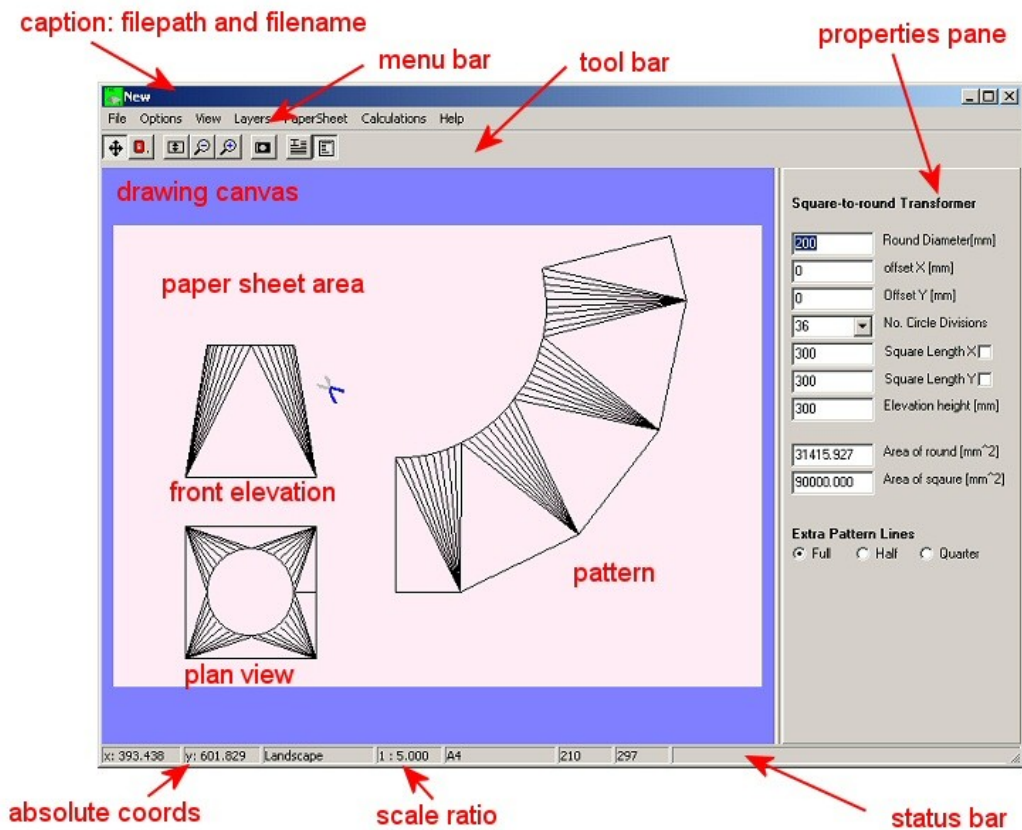 caption: filepath and filename
properties pane
menu bar
tool bar
New
File Options View Layers PaperSheet Calculations Help
drawing canvas
paper sheet area
front elevation
plan view
pattern
Square-to-round Transformer
200 Round Diameter[mm]
0 offset X [mm]
0 Offset Y [mm]
36 No. Circle Divisions
300 Square Length X
300 Square Length Y
300 Elevation height [mm]
31415.927 Area of round [mm^2]
90000.000 Area of sqaure [mm^2]
Extra Pattern Lines
Full Half Quarter
x: 393.438 y: 601.829 Landscape 1 : 5.000 A4 210 297
absolute coords
scale ratio
status bar